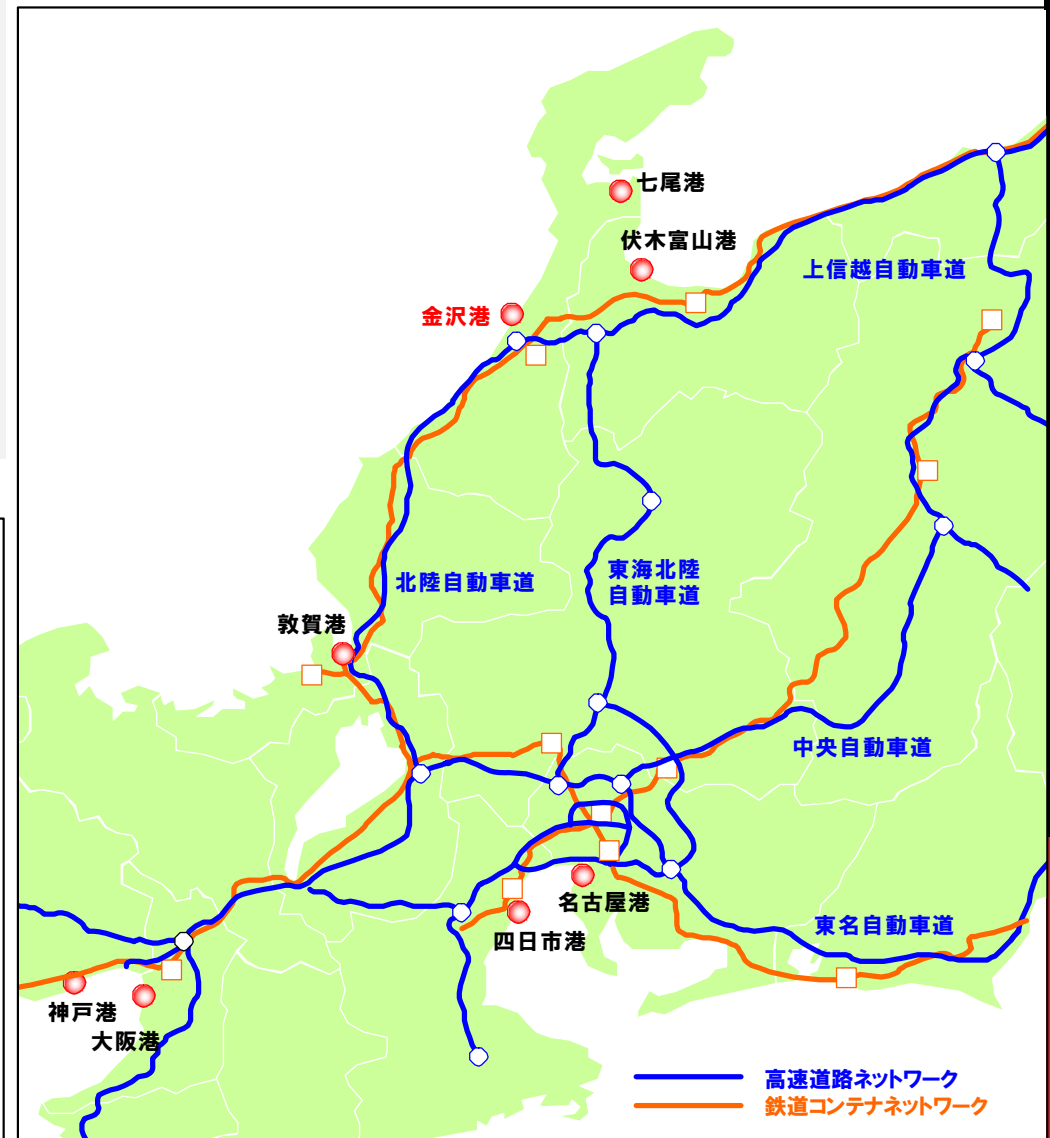 七尾港
伏木富山港
上信越自動車道
金沢港
北陸自動車道
東海北陸
自動車道
敦賀港
中央自動車道
名古屋港
四日市港
東名自動車道
神戸港
大阪港
高速道路ネットワーク
鉄道コンテナネットワーク